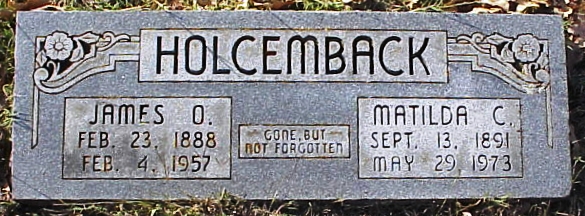 HOLCEMBACK
JAMES O.
FEB. 23, 1888
FEB. 4, 1957
GONE, BUT
NOT FORGOTTEN
MATILDA C.
SEPT. 13, 1891
MAY 29, 1973